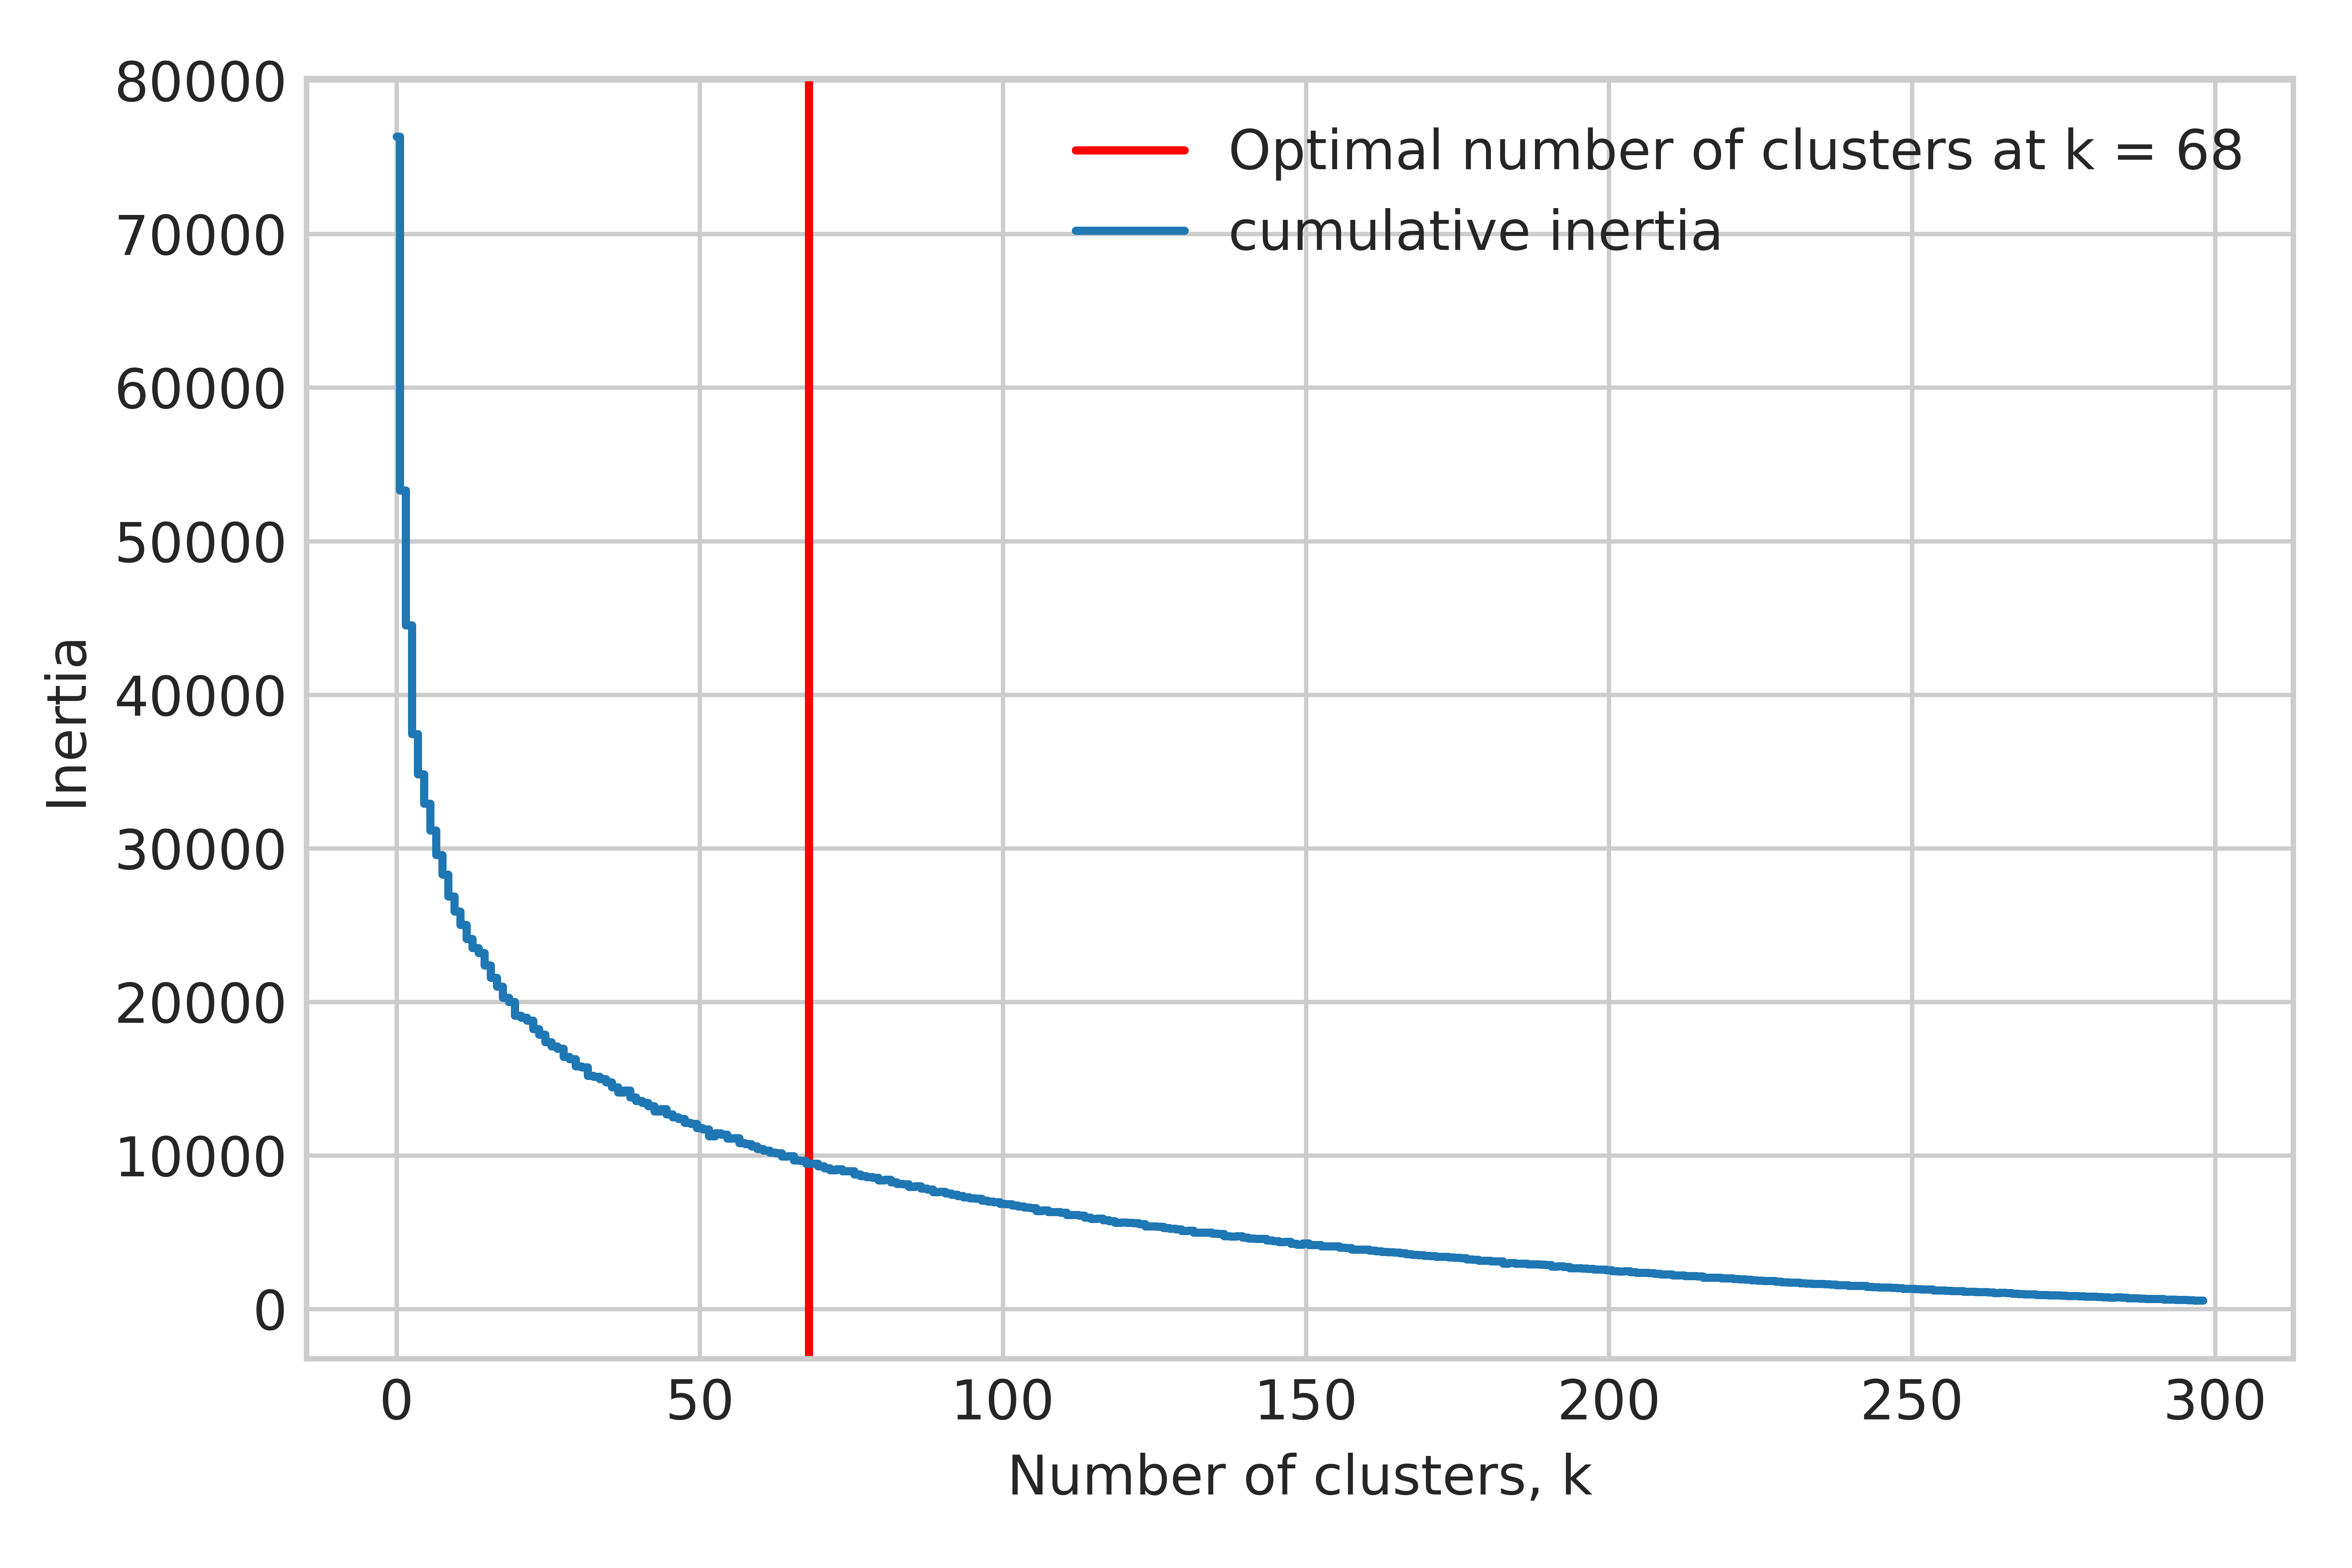 80000
70000
60000
50000
40000
30000
20000
10000
0
Inertia
Optimal number of clusters at k = 68
cumulative inertia
0 50 100 150 200 250 300
Number of clusters, k